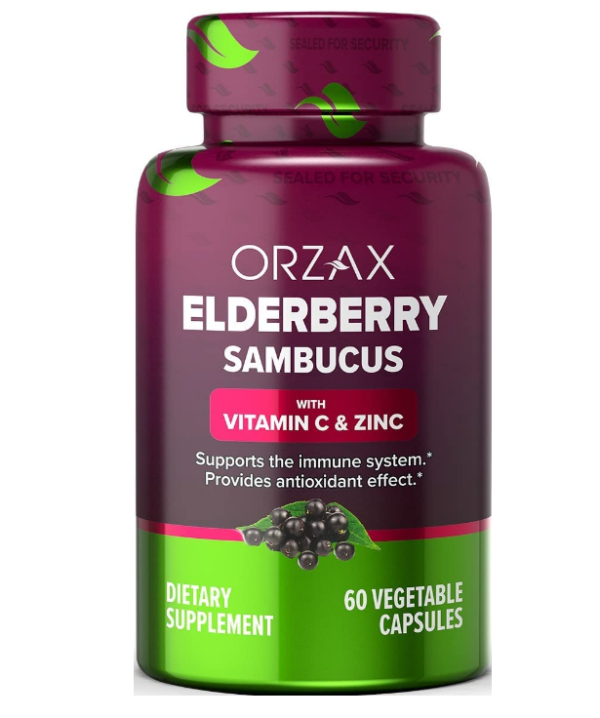 SEALED FOR SECURITY
SEALED FOR SECURITY
ORZAX
ELDERBERRY
SAMBUCUS
WITH
VITAMIN C & ZINC
Supports the immune system.*
Provides antioxidant effect.*
DIETARY
SUPPLEMENT
60 VEGETABLE
CAPSULES